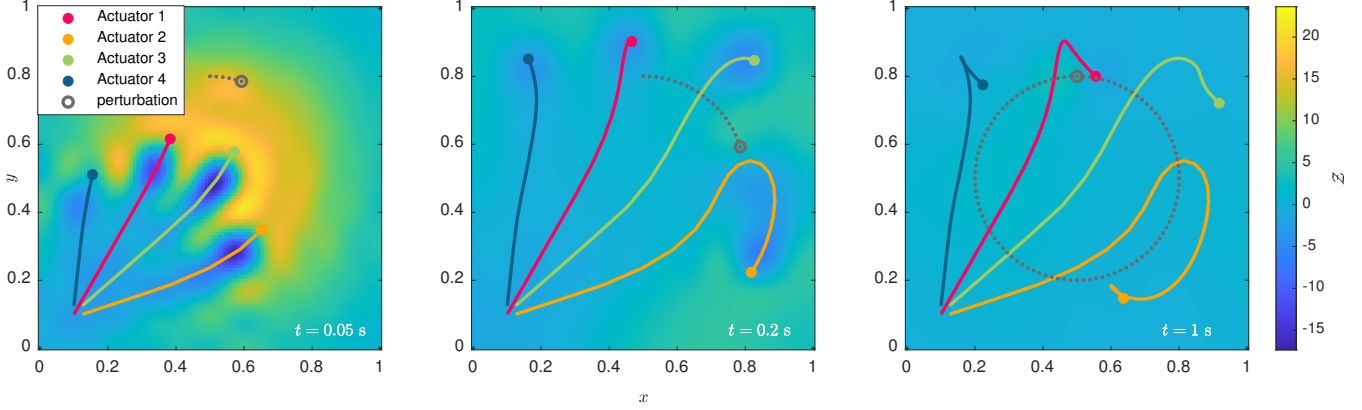 Actuator 1
Actuator 2
Actuator 3
Actuator 4
perturbation
1
0.8
0.6
0.4
0.2
0
y
0 0.2 0.4 0.6 0.8 1
t = 0.05 s
1
0.8
0.6
0.4
0.2
0
0 0.2 0.4 0.6 0.8 1
x
t = 0.2 s
1
0.8
0.6
0.4
0.2
0
0 0.2 0.4 0.6 0.8 1
t = 1 s
20
15
10
5
0
-5
-10
-15
Z